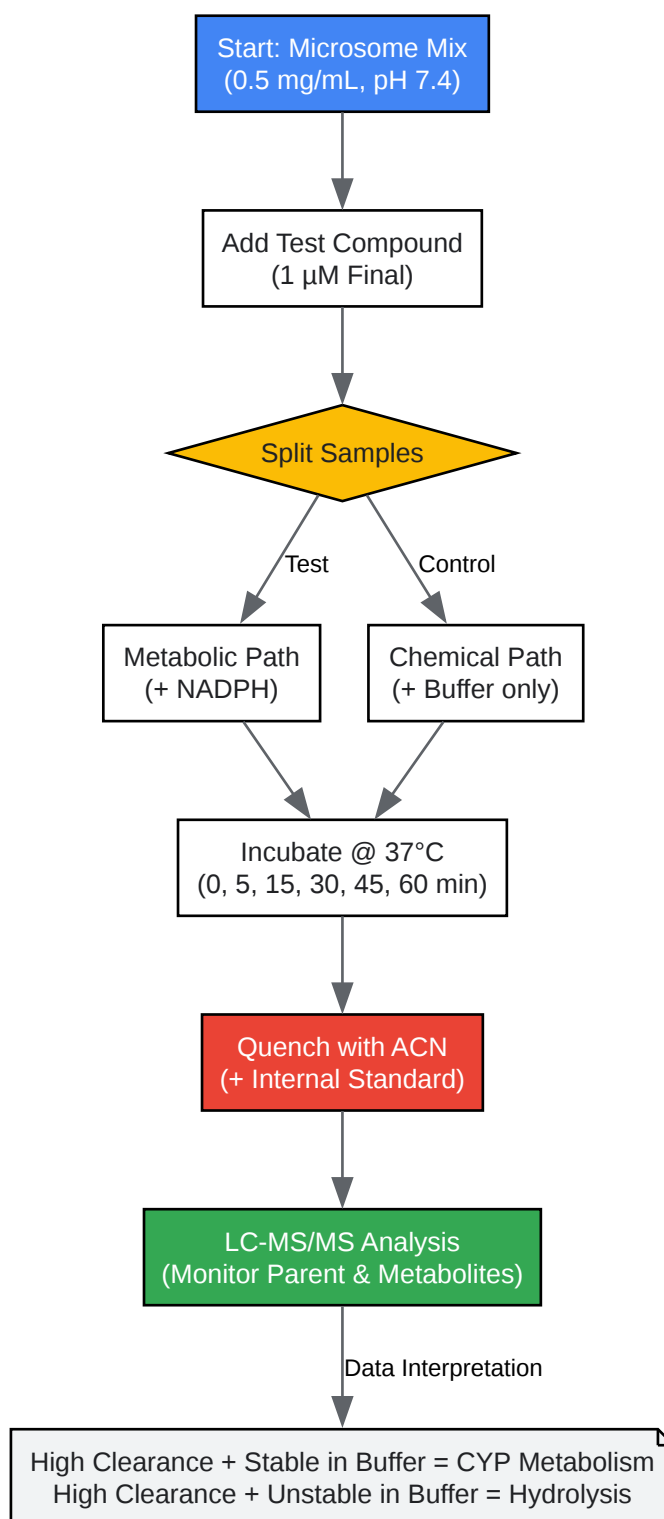 Start: Microsome Mix
(0.5 mg/mL, pH 7.4)
Add Test Compound
(1 µM Final)
Split Samples
Test
Control
Metabolic Path
(+ NADPH)
Chemical Path
(+ Buffer only)
Incubate @ 37°C
(0, 5, 15, 30, 45, 60 min)
Quench with ACN
(+ Internal Standard)
LC-MS/MS Analysis
(Monitor Parent & Metabolites)
Data Interpretation
High Clearance + Stable in Buffer = CYP Metabolism
High Clearance + Unstable in Buffer = Hydrolysis